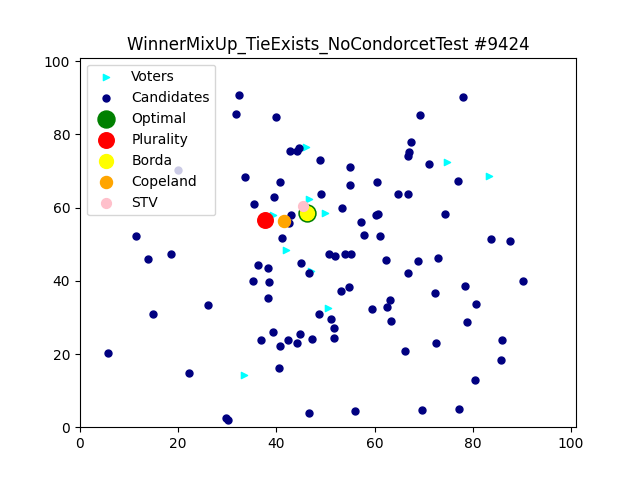 WinnerMixUp_TieExists_NoCondorcetTest #9424
100
80
60
40
20
0
Voters
Candidates
Optimal
Plurality
Borda
Copeland
STV
0 20 40 60 80 100